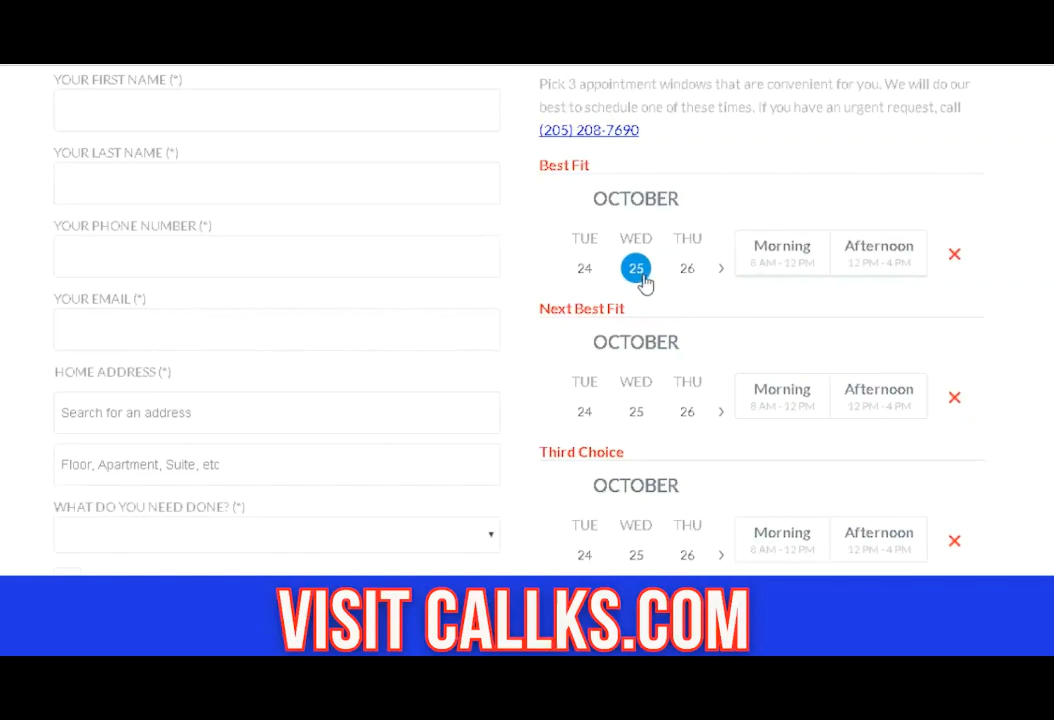 YOUR FIRST NAME (*)
YOUR LAST NAME (*)
YOUR PHONE NUMBER (*)
YOUR EMAIL (*)
HOME ADDRESS (*)
Search for an address
Floor, Apartment, Suite, etc
WHAT DO YOU NEED DONE? (*)
Pick 3 appointment windows that are convenient for you. We will do our
best to schedule one of these times. If you have an urgent request, call
(205) 208-7690
Best Fit
OCTOBER
TUE WED THU
24 25 26
Morning Afternoon
8 AM - 12 PM 12 PM - 4 PM
Next Best Fit
OCTOBER
TUE WED THU
24 25 26
Morning Afternoon
8 AM - 12 PM 12 PM - 4 PM
Third Choice
OCTOBER
TUE WED THU
24 25 26
Morning Afternoon
8 AM - 12 PM 12 PM - 4 PM
VISIT CALLKS.COM